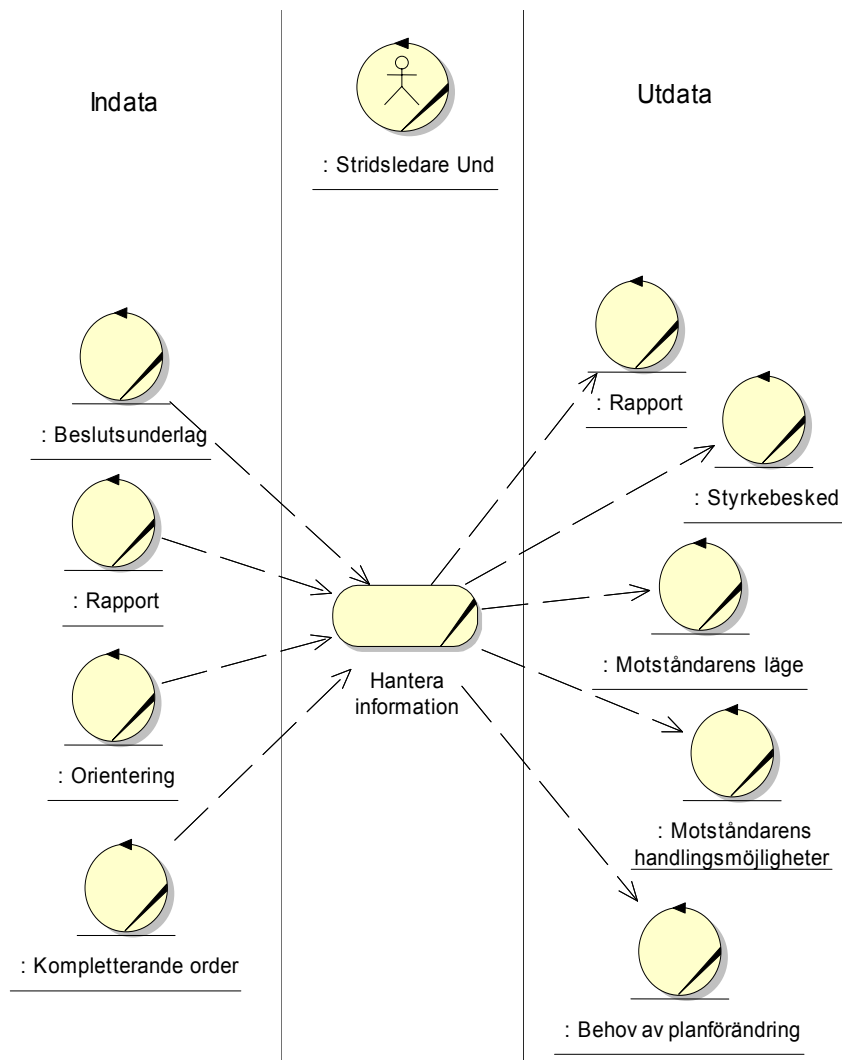 Indata
: Stridsledare Und
Utdata
: Beslutsunderlag
: Rapport
: Orientering
: Kompletterande order
Hantera
information
: Rapport
: Styrkebesked
: Motståndarens läge
: Motståndarens
handlingsmöjligheter
: Behov av planförändring